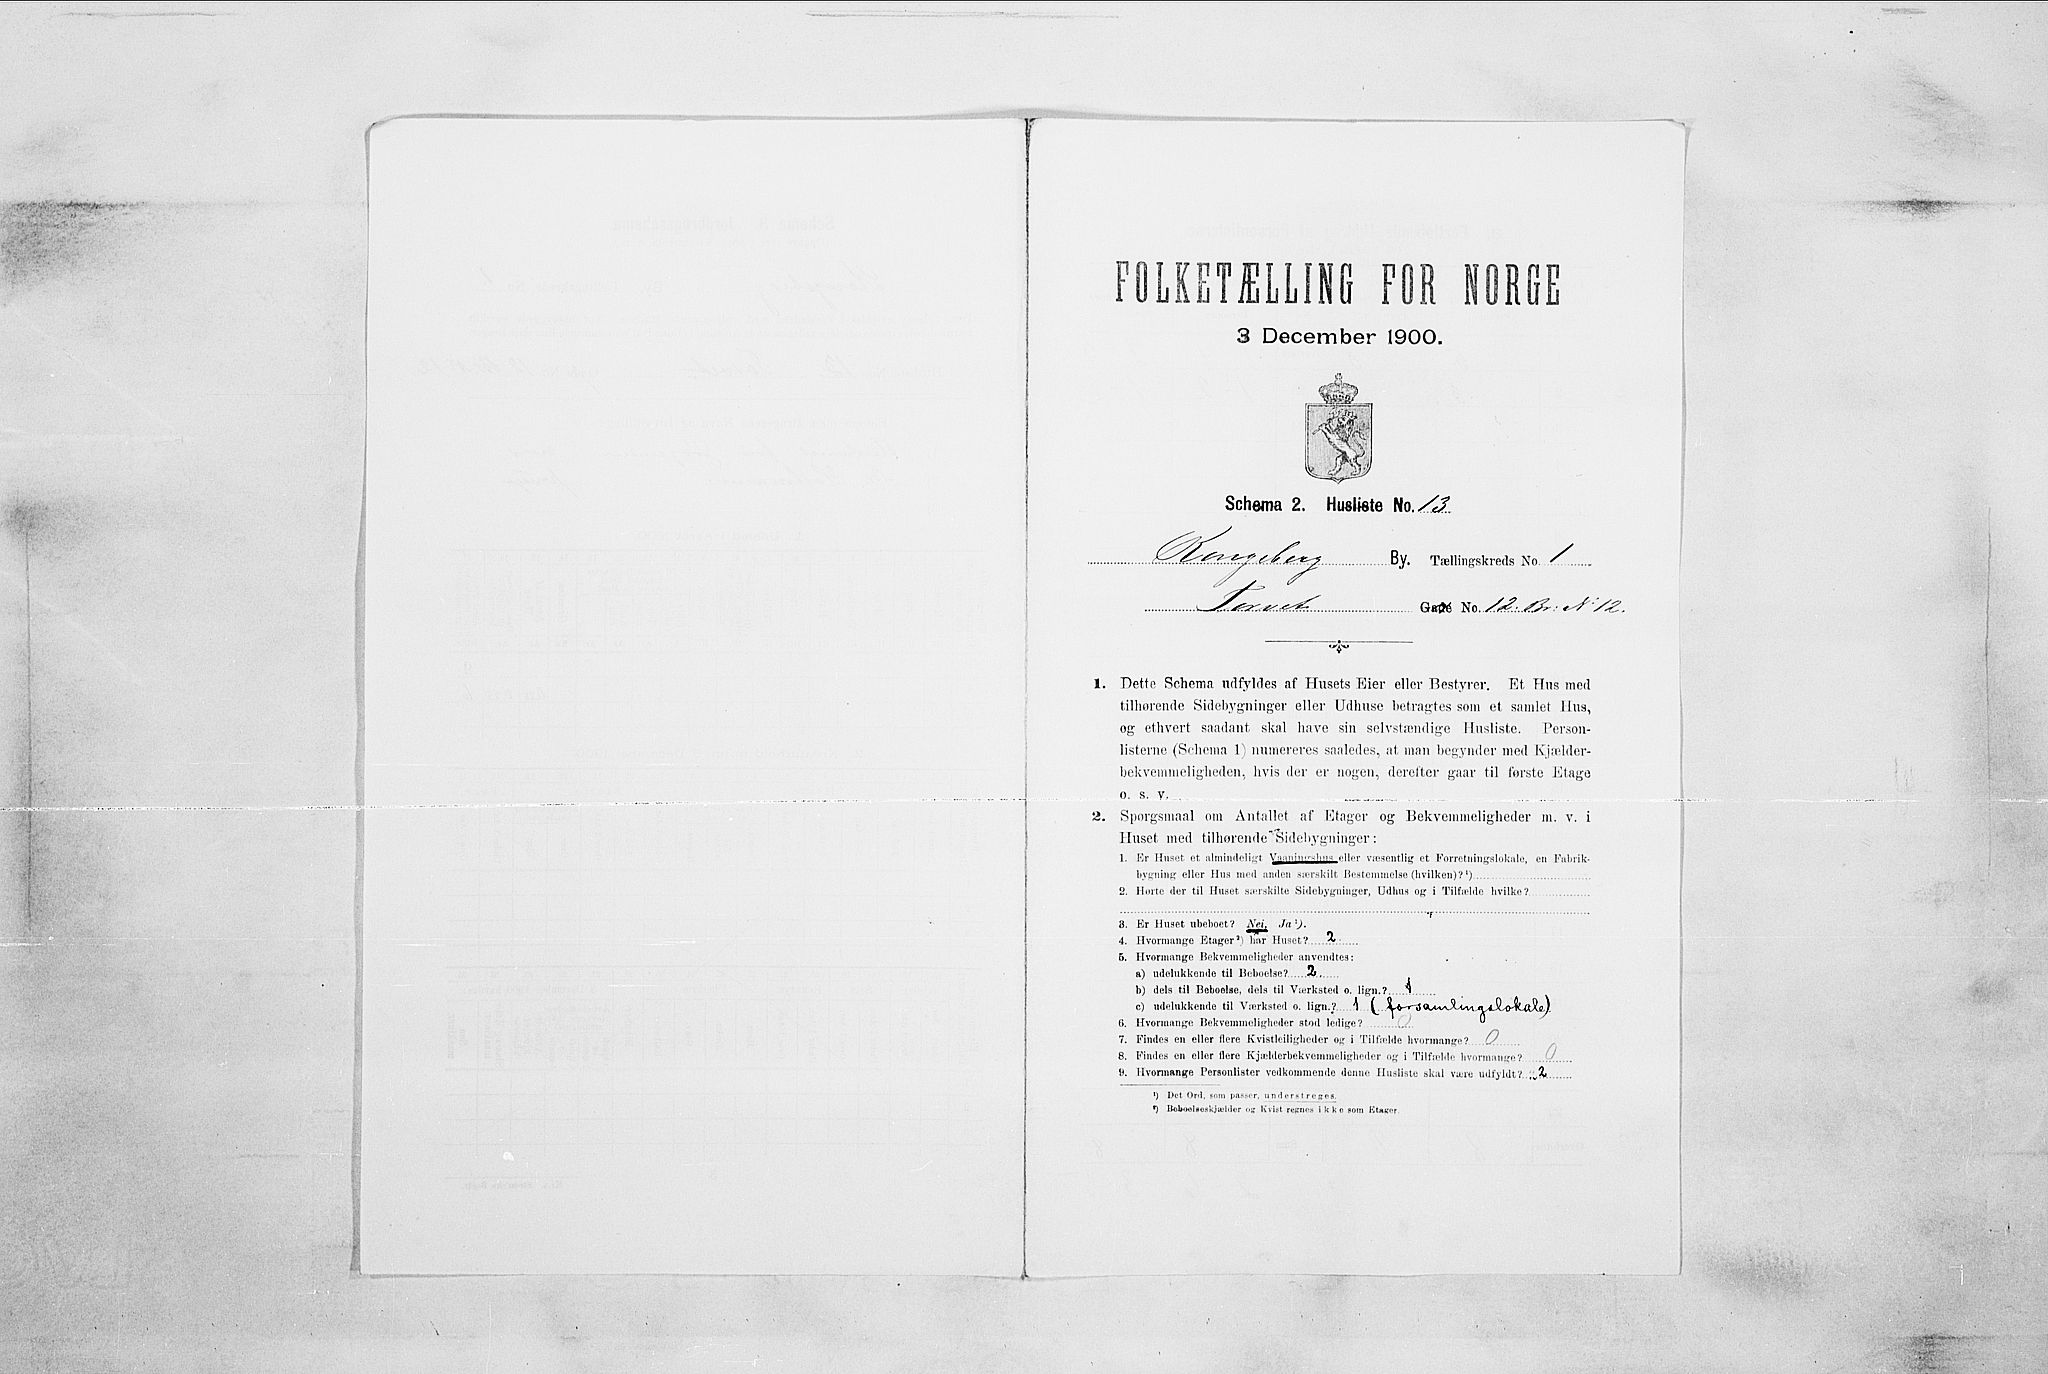 FOLKETÆLLING FOR NORGE
3 December 1900.
Schema 2. Husliste No. 13
Kongsberg By. Tællingskreds No. 1
Torvet Gade No. 12. Br: N: 12.
1. Dette Schema udfyldes af Husets Eier eller Bestyrer. Et Hus med
tilhørende Sidebygninger eller Udhuse betragtes som et samlet Hus,
og ethvert saadant skal have sin selvstændige Husliste. Person-
listerne (Schema 1) numereres saaledes, at man begynder med Kjælder-
bekvemmeligheden, hvis der er nogen, derefter gaar til første Etage
o. s. v.
2. Spørgsmaal om Antallet af Etager og Bekvemmeligheder m. v. i
Huset med tilhørende Sidebygninger:
1. Er Huset et almindeligt Vaaningshus eller væsentlig et Forretningslokale, en Fabrik-
bygning eller Hus med anden særskilt Bestemmelse (hvilken)? ¹)
2. Hørte der til Huset særskilte Sidebygninger, Udhus og i Tilfælde hvilke?
3. Er Huset ubeboet? Nei, Ja ¹).
4. Hvormange Etager ²) har Huset? 2
5. Hvormange Bekvemmeligheder anvendtes:
a) udelukkende til Beboelse? 2.
b) dels til Beboelse, dels til Værksted o. lign.? 1
c) udelukkende til Værksted o. lign.? 1 (forsamlingslokale)
6. Hvormange Bekvemmeligheder stod ledige? 0
7. Findes en eller flere Kvistleiligheder og i Tilfælde hvormange? 0
8. Findes en eller flere Kjælderbekvemmeligheder og i Tilfælde hvormange? 0
9. Hvormange Personlister vedkommende denne Husliste skal være udfyldt? 2
¹) Det Ord, som passer, understreges.
²) Beboelseskjælder og Kvist regnes ikke som Etager.